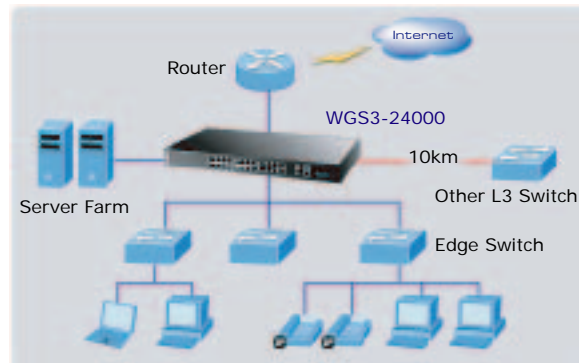 Internet
Router
WGS3-24000
10km
Server Farm
Other L3 Switch
Edge Switch